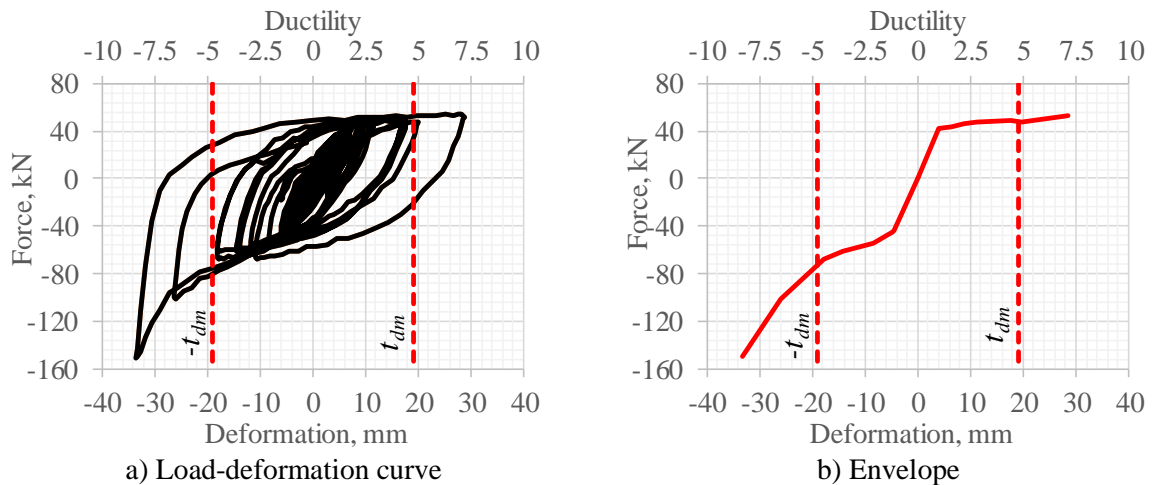 Ductility
-10 -7.5 -5 -2.5 0 2.5 5 7.5 10
80
40
0
-40
-80
-120
-160
Force, kN
-t_dm
t_dm
-40 -30 -20 -10 0 10 20 30 40
Deformation, mm
a) Load-deformation curve
Ductility
-10 -7.5 -5 -2.5 0 2.5 5 7.5 10
80
40
0
-40
-80
-120
-160
Force, kN
-t_dm
t_dm
-40 -30 -20 -10 0 10 20 30 40
Deformation, mm
b) Envelope